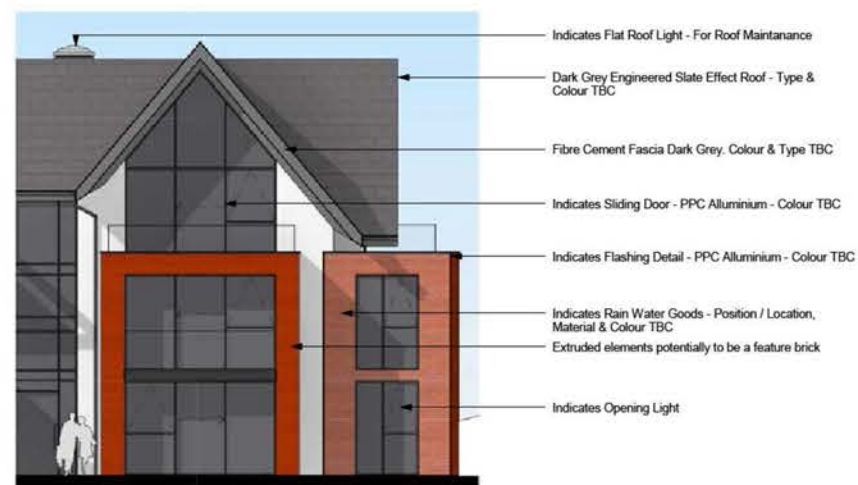 Indicates Flat Roof Light - For Roof Maintanance
Dark Grey Engineered Slate Effect Roof - Type &
Colour TBC
Fibre Cement Fascia Dark Grey. Colour & Type TBC
Indicates Sliding Door - PPC Alluminium - Colour TBC
Indicates Flashing Detail - PPC Alluminium - Colour TBC
Indicates Rain Water Goods - Position / Location,
Material & Colour TBC
Extruded elements potentially to be a feature brick
Indicates Opening Light